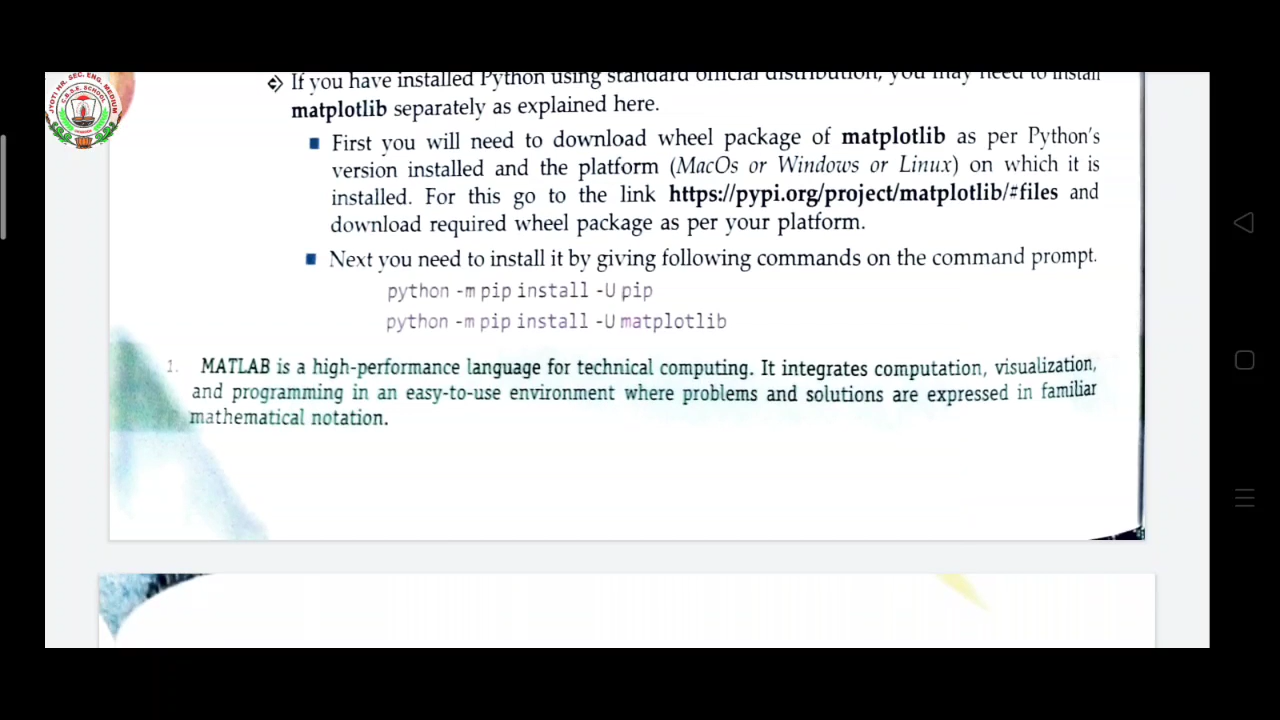 JYOTI HR. SEC. ENG. MEDIUM
C.B.S.E. SCHOOL
If you have installed Python using standard official distribution, you may need to install
matplotlib separately as explained here.
First you will need to download wheel package of matplotlib as per Python's
version installed and the platform (MacOs or Windows or Linux) on which it is
installed. For this go to the link https://pypi.org/project/matplotlib/#files and
download required wheel package as per your platform.
Next you need to install it by giving following commands on the command prompt.
python -m pip install -U pip
python -m pip install -U matplotlib
1. MATLAB is a high-performance language for technical computing. It integrates computation, visualization,
and programming in an easy-to-use environment where problems and solutions are expressed in familiar
mathematical notation.